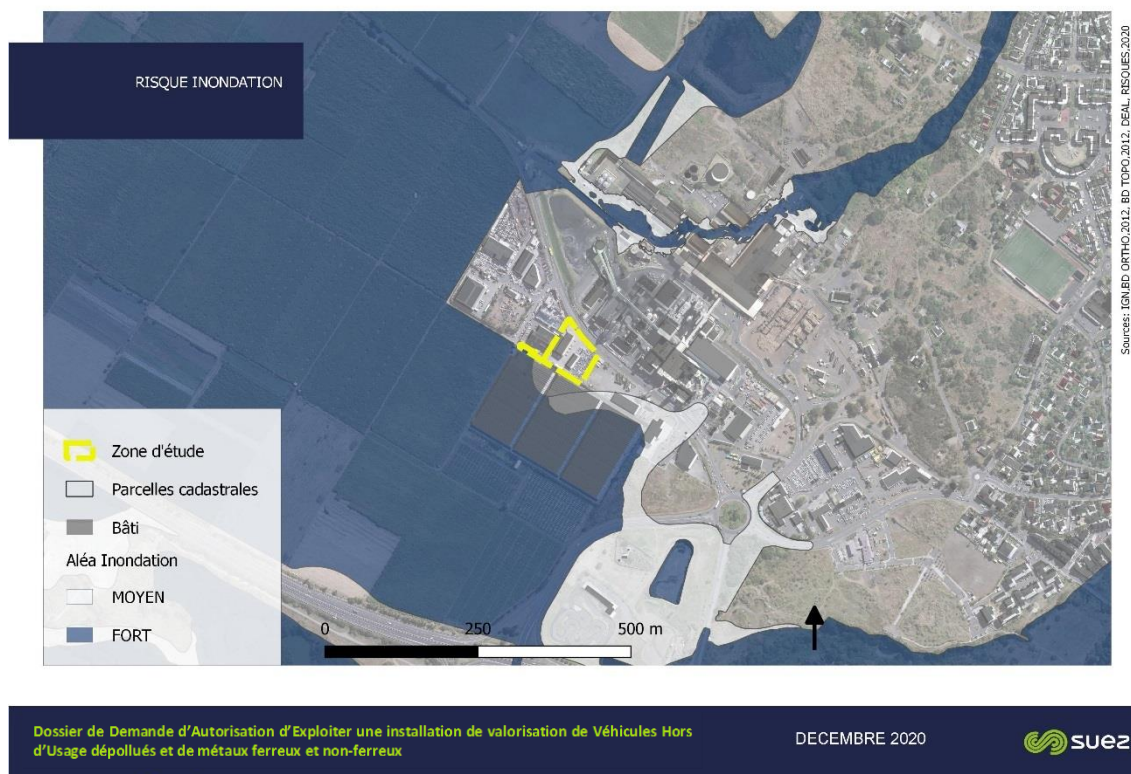 RISQUE INONDATION
Sources: IGN,BD ORTHO,2012, BD TOPO,2012, DEAL, RISQUES,2020
Zone d'étude
Parcelles cadastrales
Bâti
Aléa Inondation
MOYEN
FORT
0 250 500 m
Dossier de Demande d'Autorisation d'Exploiter une installation de valorisation de Véhicules Hors
d'Usage dépollués et de métaux ferreux et non-ferreux
DECEMBRE 2020
suez